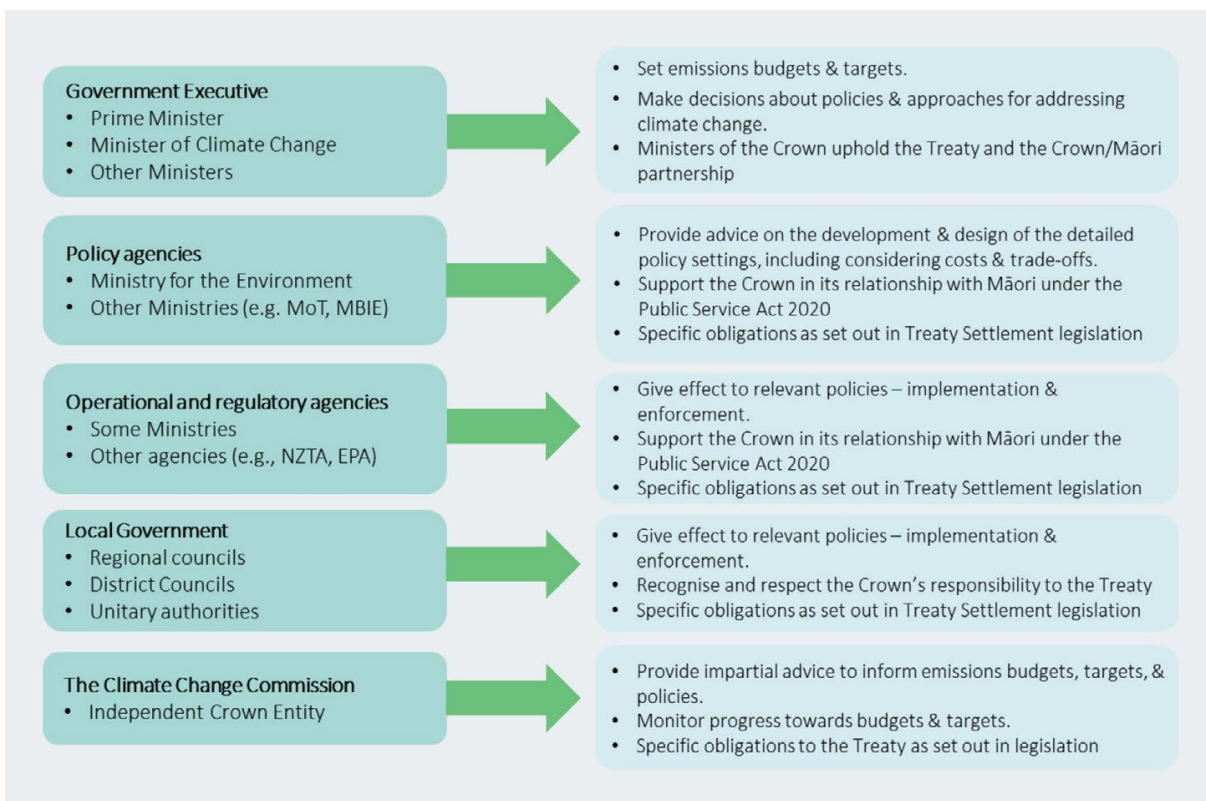 Government Executive
• Prime Minister
• Minister of Climate Change
• Other Ministers
• Set emissions budgets & targets.
• Make decisions about policies & approaches for addressing
climate change.
• Ministers of the Crown uphold the Treaty and the Crown/Māori
partnership
Policy agencies
• Ministry for the Environment
• Other Ministries (e.g. MoT, MBIE)
• Provide advice on the development & design of the detailed
policy settings, including considering costs & trade-offs.
• Support the Crown in its relationship with Māori under the
Public Service Act 2020
• Specific obligations as set out in Treaty Settlement legislation
Operational and regulatory agencies
• Some Ministries
• Other agencies (e.g., NZTA, EPA)
• Give effect to relevant policies – implementation &
enforcement.
• Support the Crown in its relationship with Māori under the
Public Service Act 2020
• Specific obligations as set out in Treaty Settlement legislation
Local Government
• Regional councils
• District Councils
• Unitary authorities
• Give effect to relevant policies – implementation &
enforcement.
• Recognise and respect the Crown’s responsibility to the Treaty
• Specific obligations as set out in Treaty Settlement legislation
The Climate Change Commission
• Independent Crown Entity
• Provide impartial advice to inform emissions budgets, targets, &
policies.
• Monitor progress towards budgets & targets.
• Specific obligations to the Treaty as set out in legislation